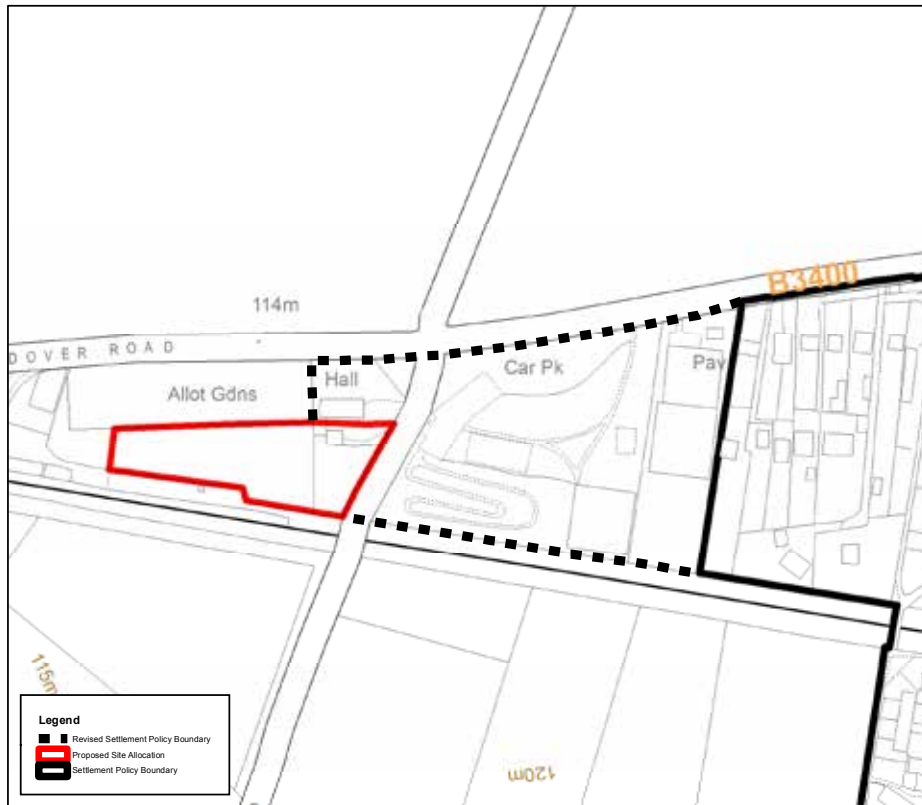 B3400
114m
DOVER ROAD
Hall
Car Pk
Pav
Allot Gdns
115m
120m
Legend
Revised Settlement Policy Boundary
Proposed Site Allocation
Settlement Policy Boundary